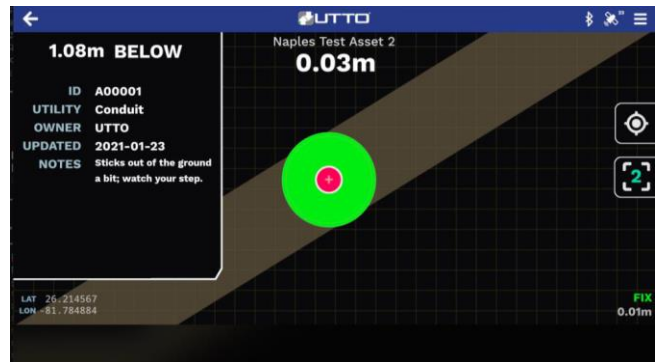 UTTO
1.08m BELOW
ID A00001
UTILITY Conduit
OWNER UTTO
UPDATED 2021-01-23
NOTES Sticks out of the ground
a bit; watch your step.
Naples Test Asset 2
0.03m
2
LAT 26.214567
LON -81.784884
FIX
0.01m